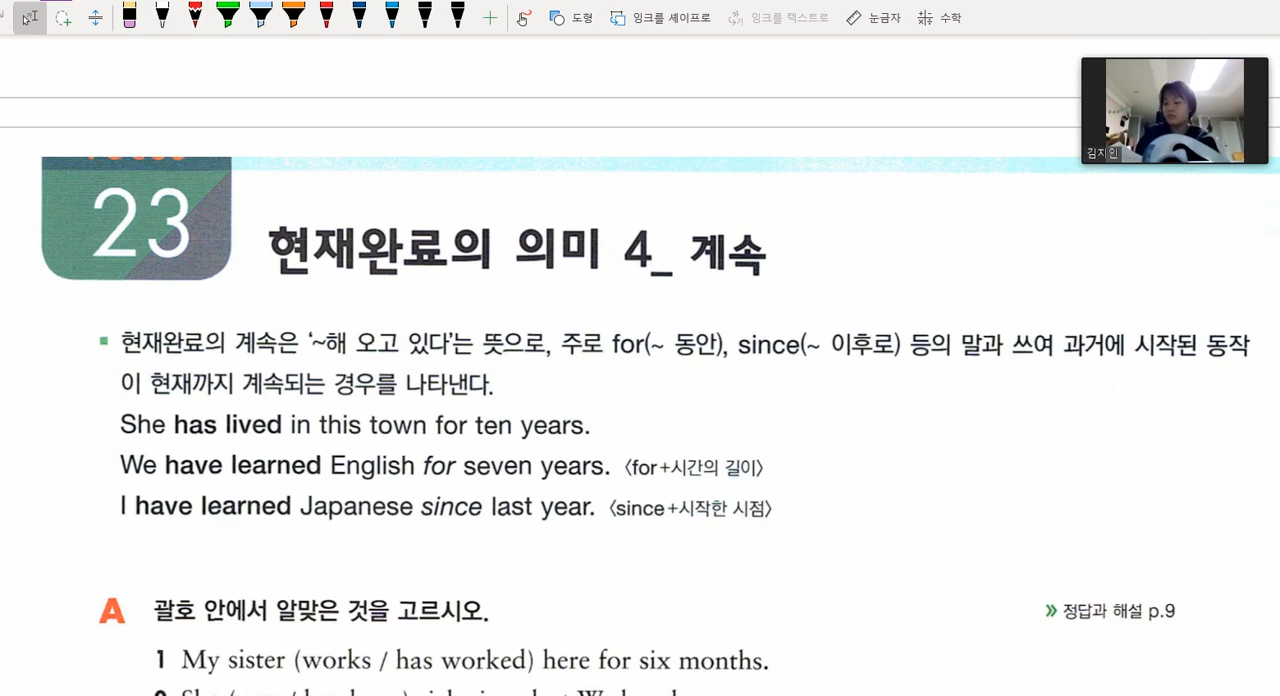 도형
잉크를 셰이프로
잉크를 텍스트로
눈금자
수학
김지인
23
현재완료의 의미 4_ 계속
현재완료의 계속은 ‘~해 오고 있다’는 뜻으로, 주로 for(~ 동안), since(~ 이후로) 등의 말과 쓰여 과거에 시작된 동작
이 현재까지 계속되는 경우를 나타낸다.
She has lived in this town for ten years.
We have learned English for seven years. 〈for+시간의 길이〉
I have learned Japanese since last year. 〈since+시작한 시점〉
A 괄호 안에서 알맞은 것을 고르시오.
» 정답과 해설 p.9
1 My sister (works / has worked) here for six months.